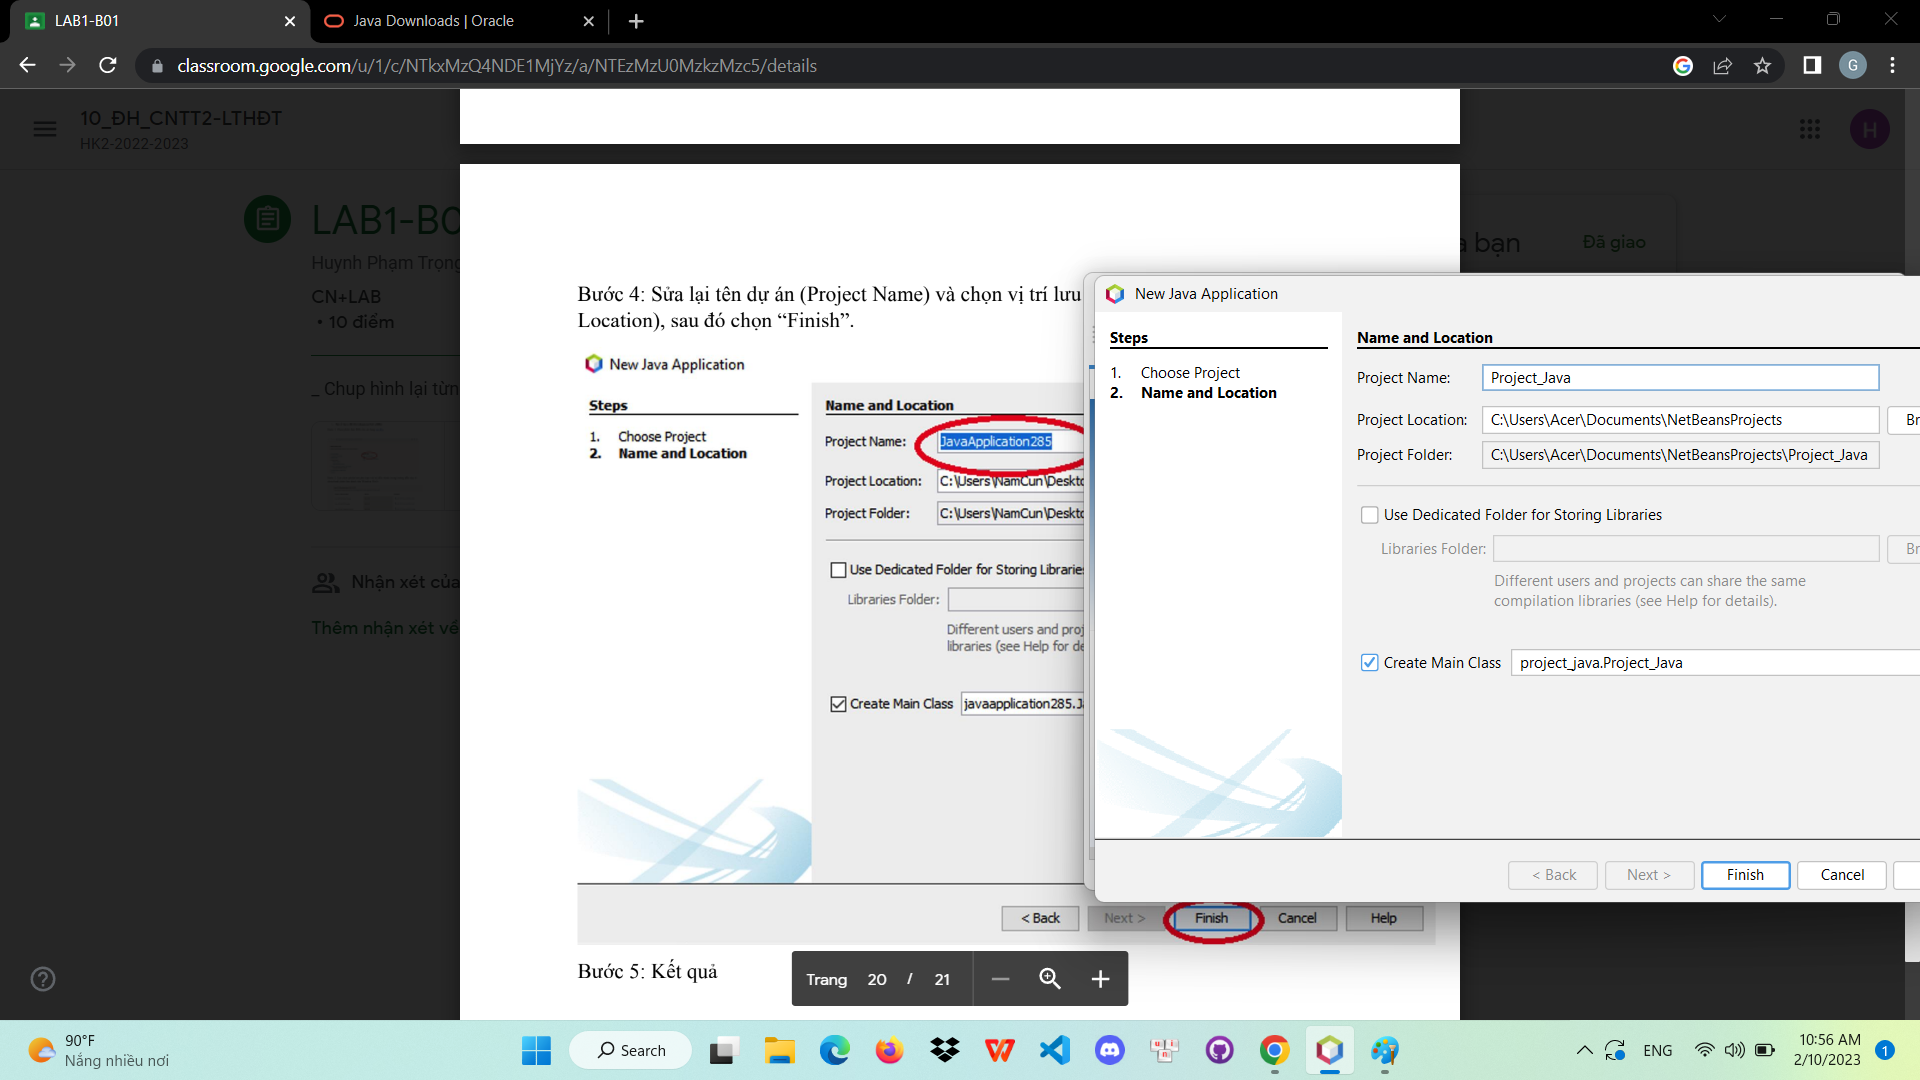 LAB1-B01
Java Downloads | Oracle
classroom.google.com/u/1/c/NTkxMzQ4NDE1MjYz/a/NTEzMzU0MzkzMzc5/details
G
10_ĐH_CNTT2-LTHĐT
HK2-2022-2023
H
LAB1-B0
Huynh Phạm Trọng
CN+LAB
• 10 điểm
_ Chụp hình lại từn
Nhận xét của
Thêm nhận xét về
a bạn
Đã giao
Bước 4: Sửa lại tên dự án (Project Name) và chọn vị trí lưu
Location), sau đó chọn “Finish”.
New Java Application
Steps
1. Choose Project
2. Name and Location
Name and Location
Project Name: JavaApplication285
Project Location: C:\Users\NamCun\Deskto
Project Folder: C:\Users\NamCun\Deskto
Use Dedicated Folder for Storing Libraries
Libraries Folder:
Different users and proj
libraries (see Help for de
Create Main Class javaapplication285.Ja
< Back
Next >
Finish
Cancel
Help
Bước 5: Kết quả
Trang 20 / 21
New Java Application
Steps
1. Choose Project
2. Name and Location
Name and Location
Project Name: Project_Java
Project Location: C:\Users\Acer\Documents\NetBeansProjects
Br
Project Folder: C:\Users\Acer\Documents\NetBeansProjects\Project_Java
Use Dedicated Folder for Storing Libraries
Libraries Folder:
Br
Different users and projects can share the same
compilation libraries (see Help for details).
Create Main Class project_java.Project_Java
< Back
Next >
Finish
Cancel
90°F
Nắng nhiều nơi
Search
ENG
10:56 AM
2/10/2023
1